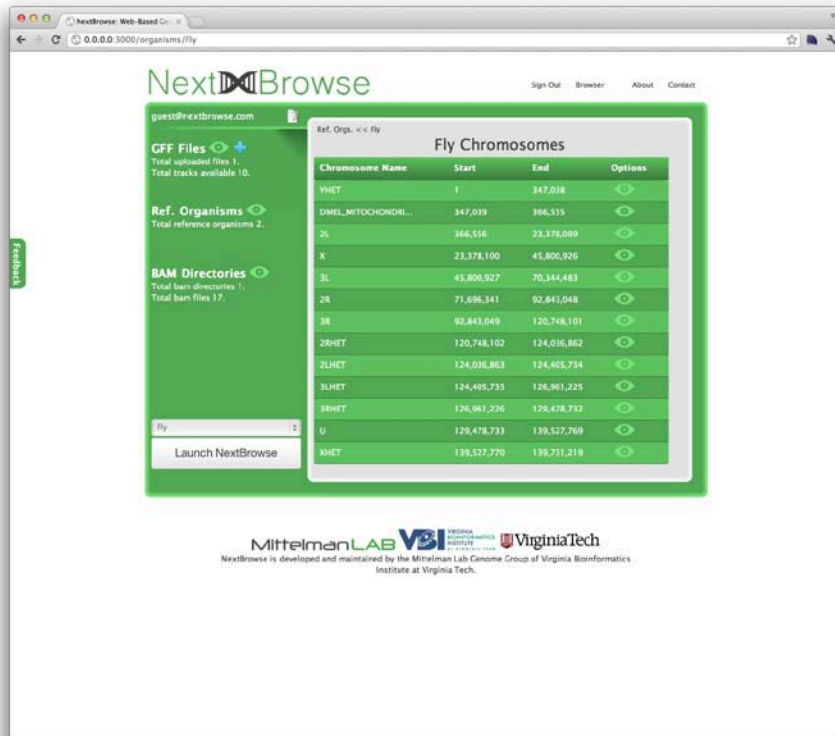 NextBrowse: Web-Based Ge
0.0.0.0:3000/organisms/Fly
NextBrowse
Sign Out Browser About Contact
guest@nextbrowse.com
GFF Files
Total uploaded files 1.
Total tracks available 10.
Ref. Organisms
Total reference organisms 2.
BAM Directories
Total bam directories 1.
Total bam files 17.
Fly
Launch NextBrowse
Feedback
Ref. Orgs. << Fly
Fly Chromosomes
Chromosome Name Start End Options
YHET 1 347,038
DMEL_MITOCHONDRI... 347,039 366,555
2L 366,556 23,378,099
X 23,378,100 45,800,926
3L 45,800,927 70,344,483
2R 71,696,341 92,843,048
3R 92,843,049 120,748,101
2RHET 120,748,102 124,036,862
2LHET 124,036,863 124,405,734
3LHET 124,405,735 126,961,225
3RHET 126,961,226 129,478,732
U 129,478,733 139,527,769
XHET 139,527,770 139,731,219
MittelmanLAB VBI VIRGINIA BIOINFORMATICS INSTITUTE AT VIRGINIA TECH VirginiaTech
NextBrowse is developed and maintained by the Mittelman Lab Genome Group of Virginia Bioinformatics
Institute at Virginia Tech.